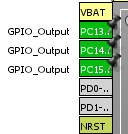 VBAT
GPIO_Output PC13..
GPIO_Output PC14..
GPIO_Output PC15..
PD0-..
PD1-..
NRST